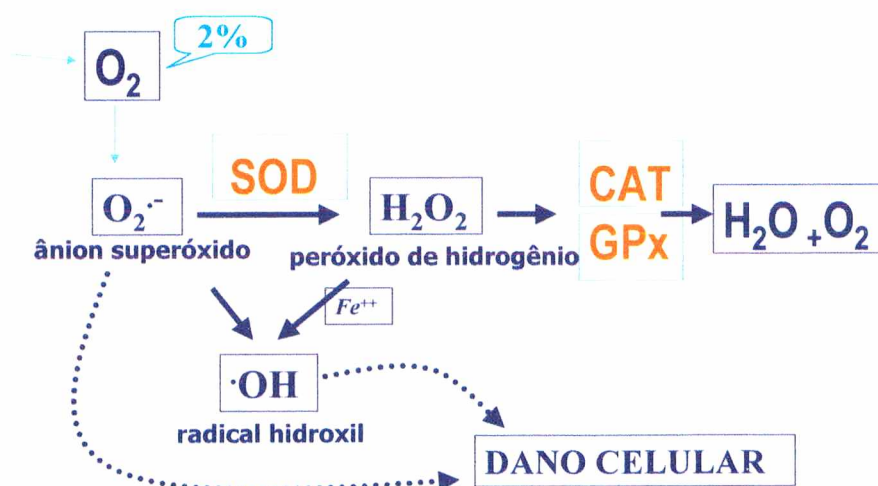 2%
O₂
SOD
CAT
GPx
O₂·⁻
H₂O₂
H₂O + O₂
ânion superóxido
peróxido de hidrogênio
Fe⁺⁺
·OH
radical hidroxil
DANO CELULAR